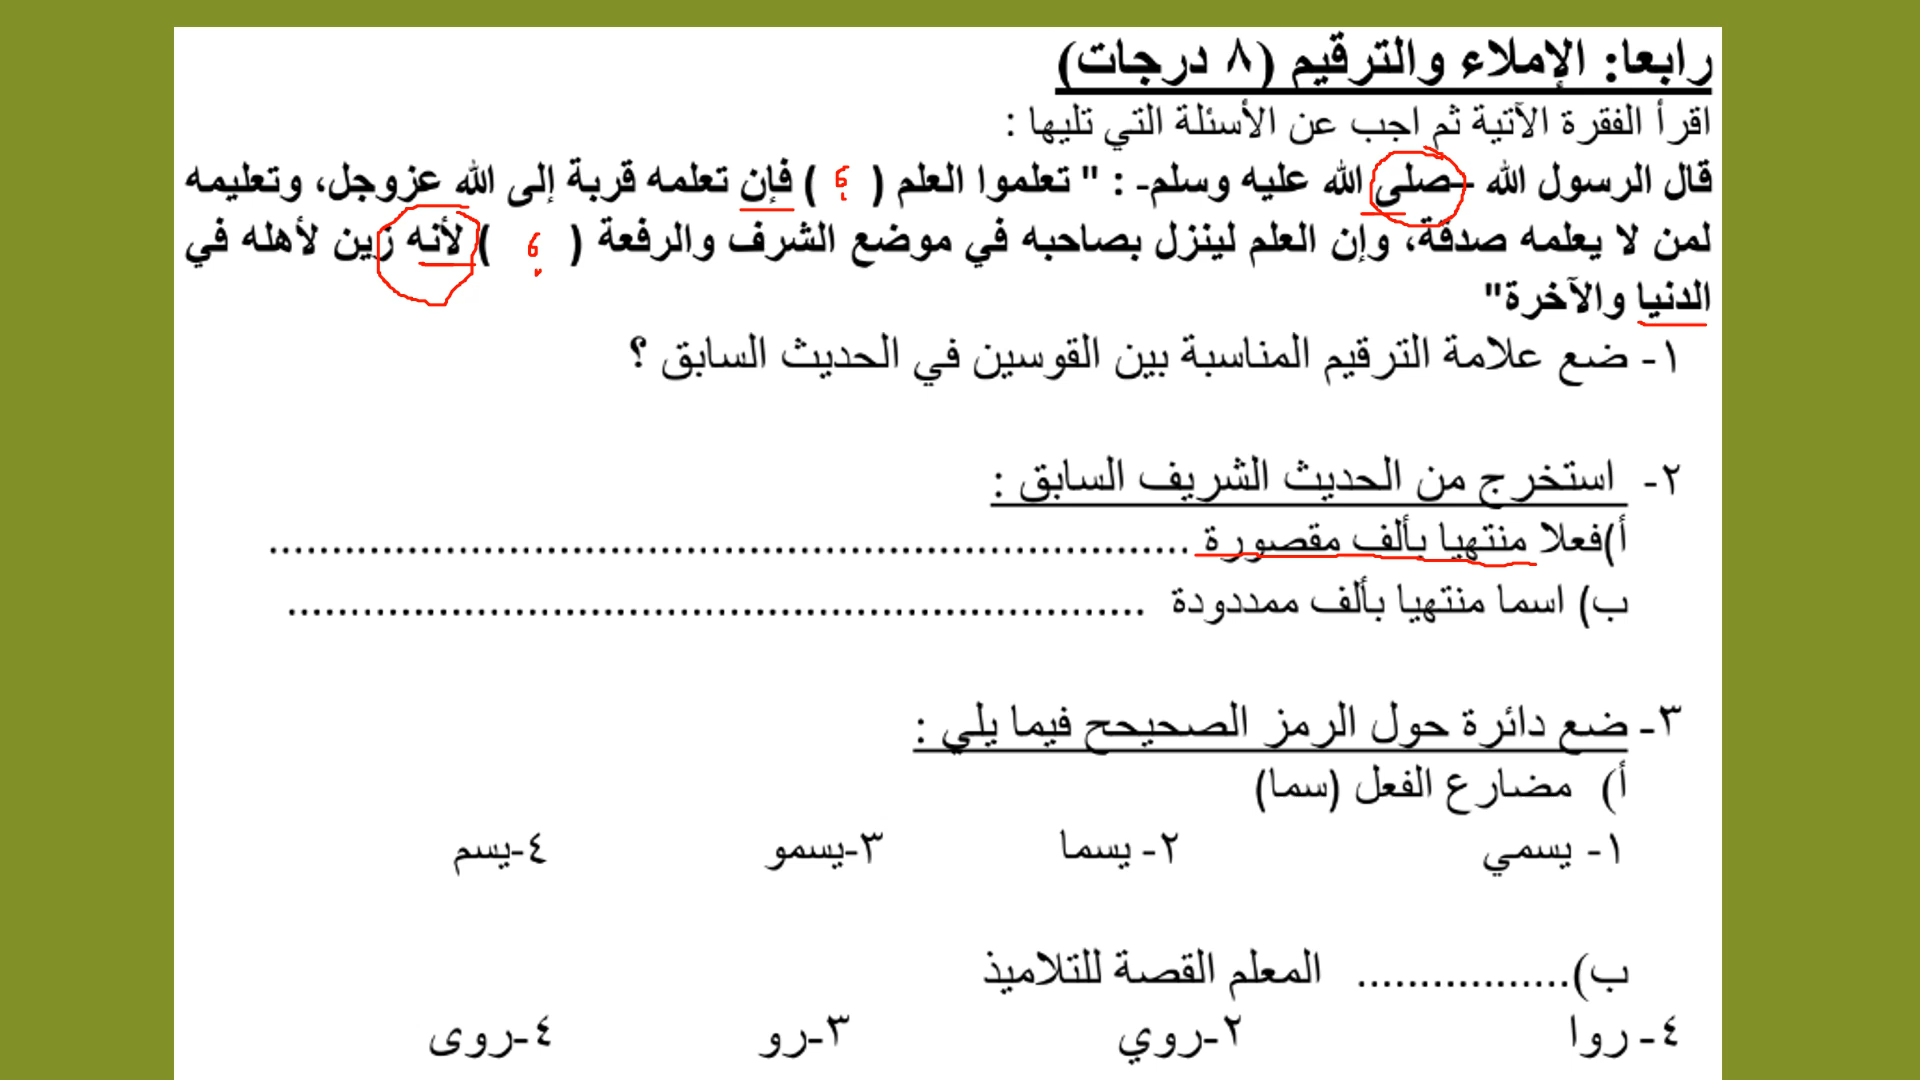 رابعا: الإملاء والترقيم (٨ درجات)
اقرأ الفقرة الآتية ثم اجب عن الأسئلة التي تليها :
قال الرسول الله –صلى الله عليه وسلم- : " تعلموا العلم ( ؛ ) فإن تعلمه قربة إلى الله عزوجل، وتعليمه
لمن لا يعلمه صدقة، وإن العلم لينزل بصاحبه في موضع الشرف والرفعة ( ؛ ) لأنه زين لأهله في
الدنيا والآخرة"
١- ضع علامة الترقيم المناسبة بين القوسين في الحديث السابق ؟
٢- استخرج من الحديث الشريف السابق :
أ)فعلا منتهيا بألف مقصورة ......................................................................
ب) اسما منتهيا بألف ممددودة ..................................................................
٣- ضع دائرة حول الرمز الصحيحح فيما يلي :
أ) مضارع الفعل (سما)
١- يسمي ٢- يسما ٣-يسمو ٤-يسم
ب)................. المعلم القصة للتلاميذ
٤- روا ٢-روي ٣-رو ٤-روى